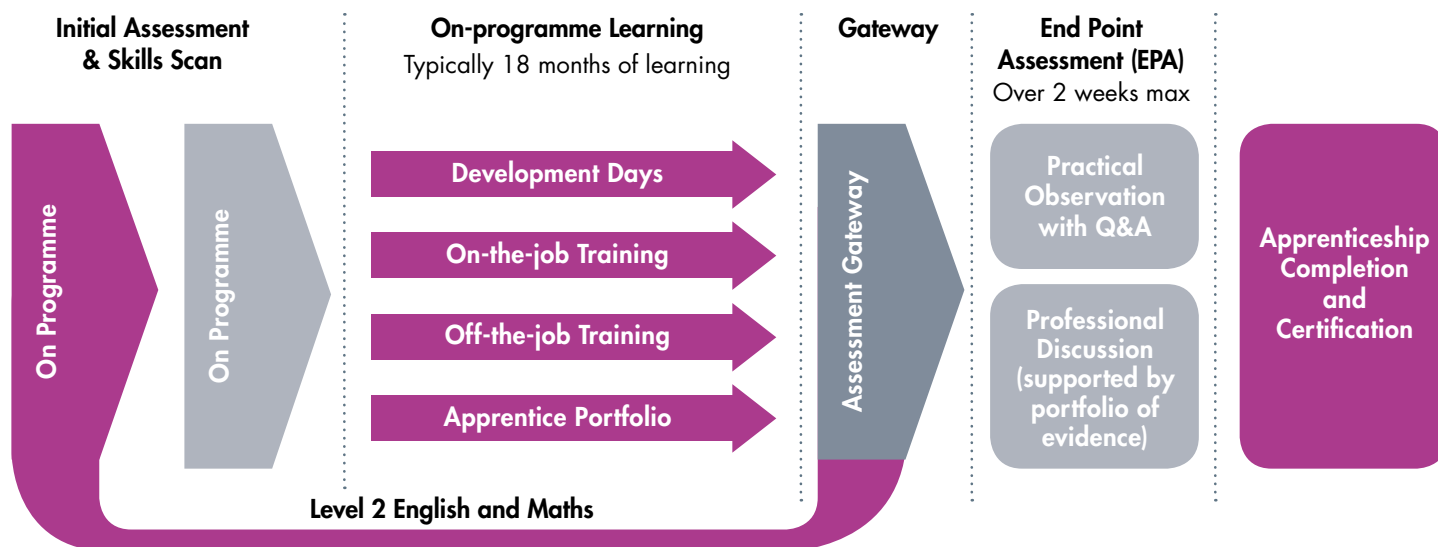 Initial Assessment
& Skills Scan
On-programme Learning
Typically 18 months of learning
Gateway
End Point
Assessment (EPA)
Over 2 weeks max
On Programme
On Programme
Development Days
On-the-job Training
Off-the-job Training
Apprentice Portfolio
Assessment Gateway
Practical
Observation
with Q&A
Professional
Discussion
(supported by
portfolio of
evidence)
Apprenticeship
Completion
and
Certification
Level 2 English and Maths